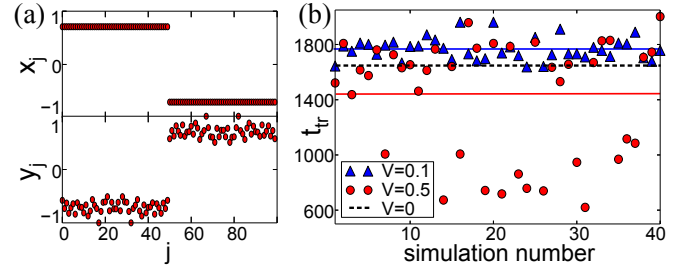 (a)
1
x_j
0
-1
1
y_j
0
-1
0 20 40 60 80
j
(b)
1800
1400
t_tr
1000
600
V=0.1
V=0.5
V=0
10 20 30 40
simulation number